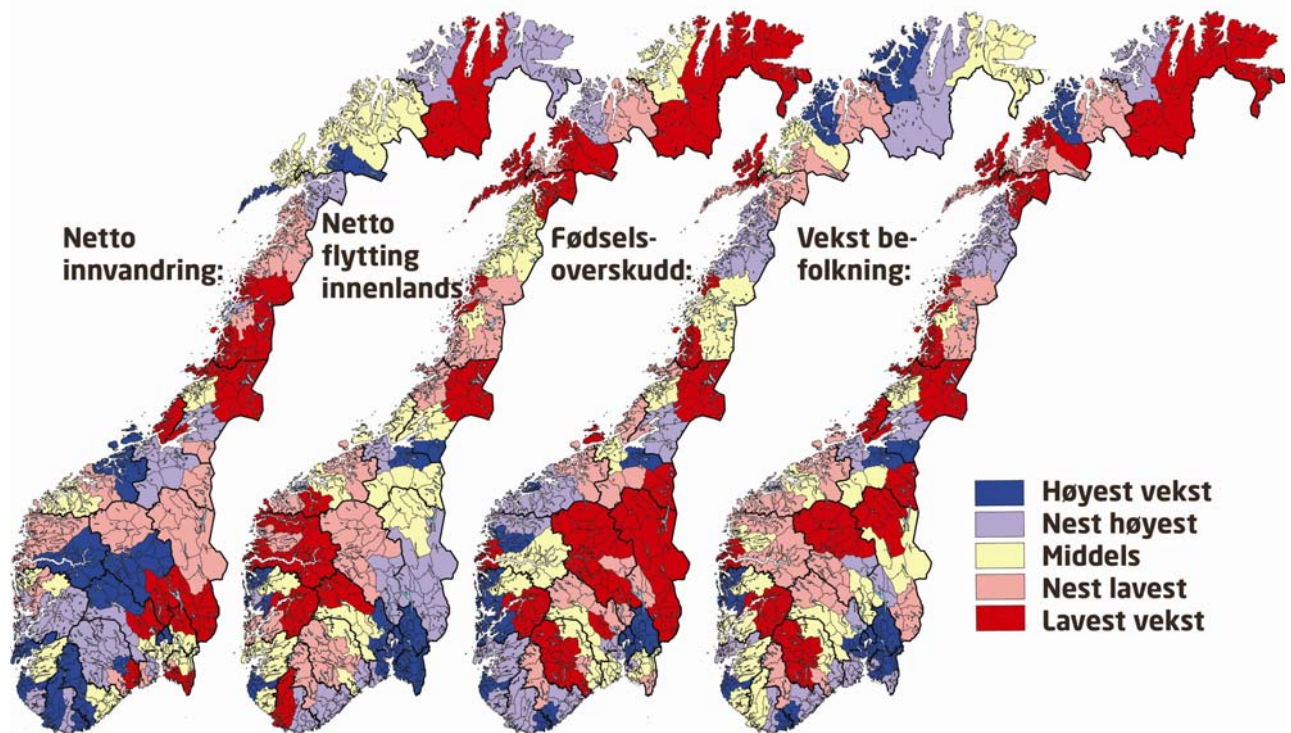 Netto
innvandring:
Netto
flytting
innenlands
Fødsels-
overskudd:
Vekst be-
folkning:
Høyest vekst
Nest høyest
Middels
Nest lavest
Lavest vekst